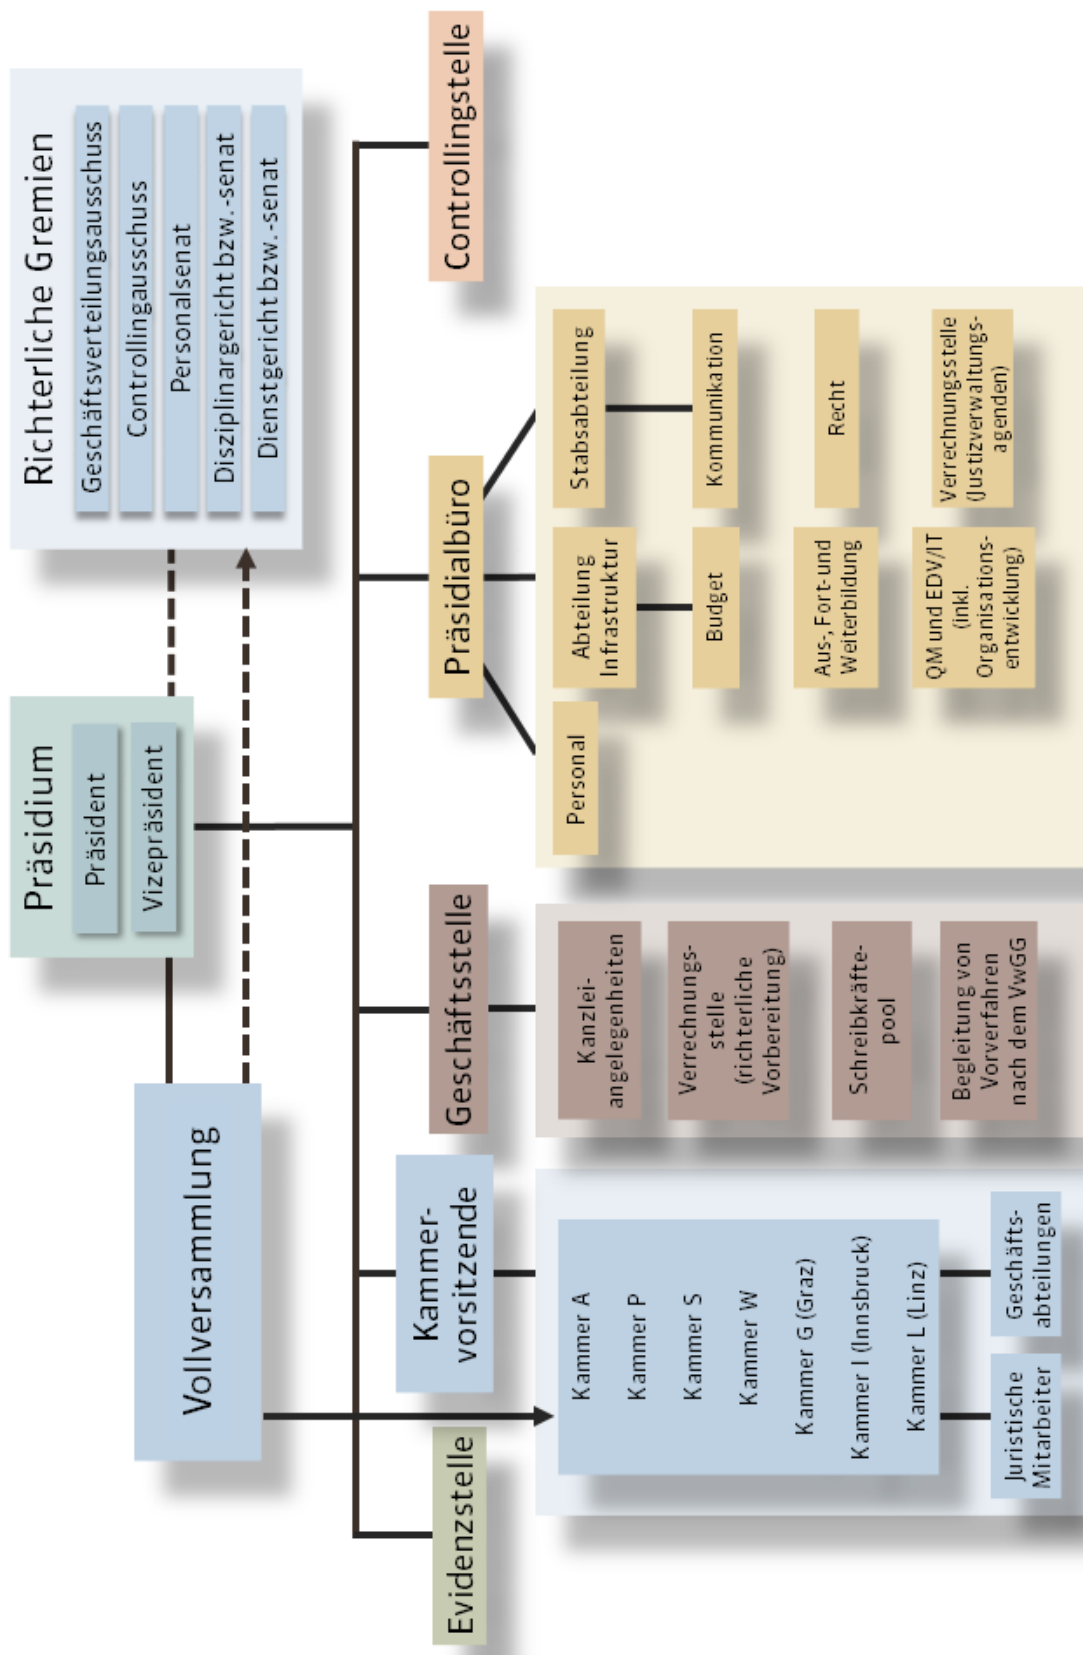 Vollversammlung
Präsidium
Präsident
Vizepräsident
Richterliche Gremien
Geschäftsverteilungsausschuss
Controllingausschuss
Personalsenat
Disziplinargericht bzw.-senat
Dienstgericht bzw.-senat
Evidenzstelle
Kammer-
vorsitzende
Geschäftsstelle
Präsidialbüro
Controllingstelle
Kammer A
Kammer P
Kammer S
Kammer W
Kammer G (Graz)
Kammer I (Innsbruck)
Kammer L (Linz)
Juristische
Mitarbeiter
Geschäfts-
abteilungen
Kanzlei-
angelegenheiten
Verrechnungs-
stelle
(richterliche
Vorbereitung)
Schreibkräfte-
pool
Begleitung von
Vorverfahren
nach dem VwGG
Personal
Abteilung
Infrastruktur
Stabsabteilung
Budget
Kommunikation
Aus-, Fort- und
Weiterbildung
Recht
QM und EDV/IT
(inkl.
Organisations-
entwicklung)
Verrechnungsstelle
(Justizverwaltungs-
agenden)